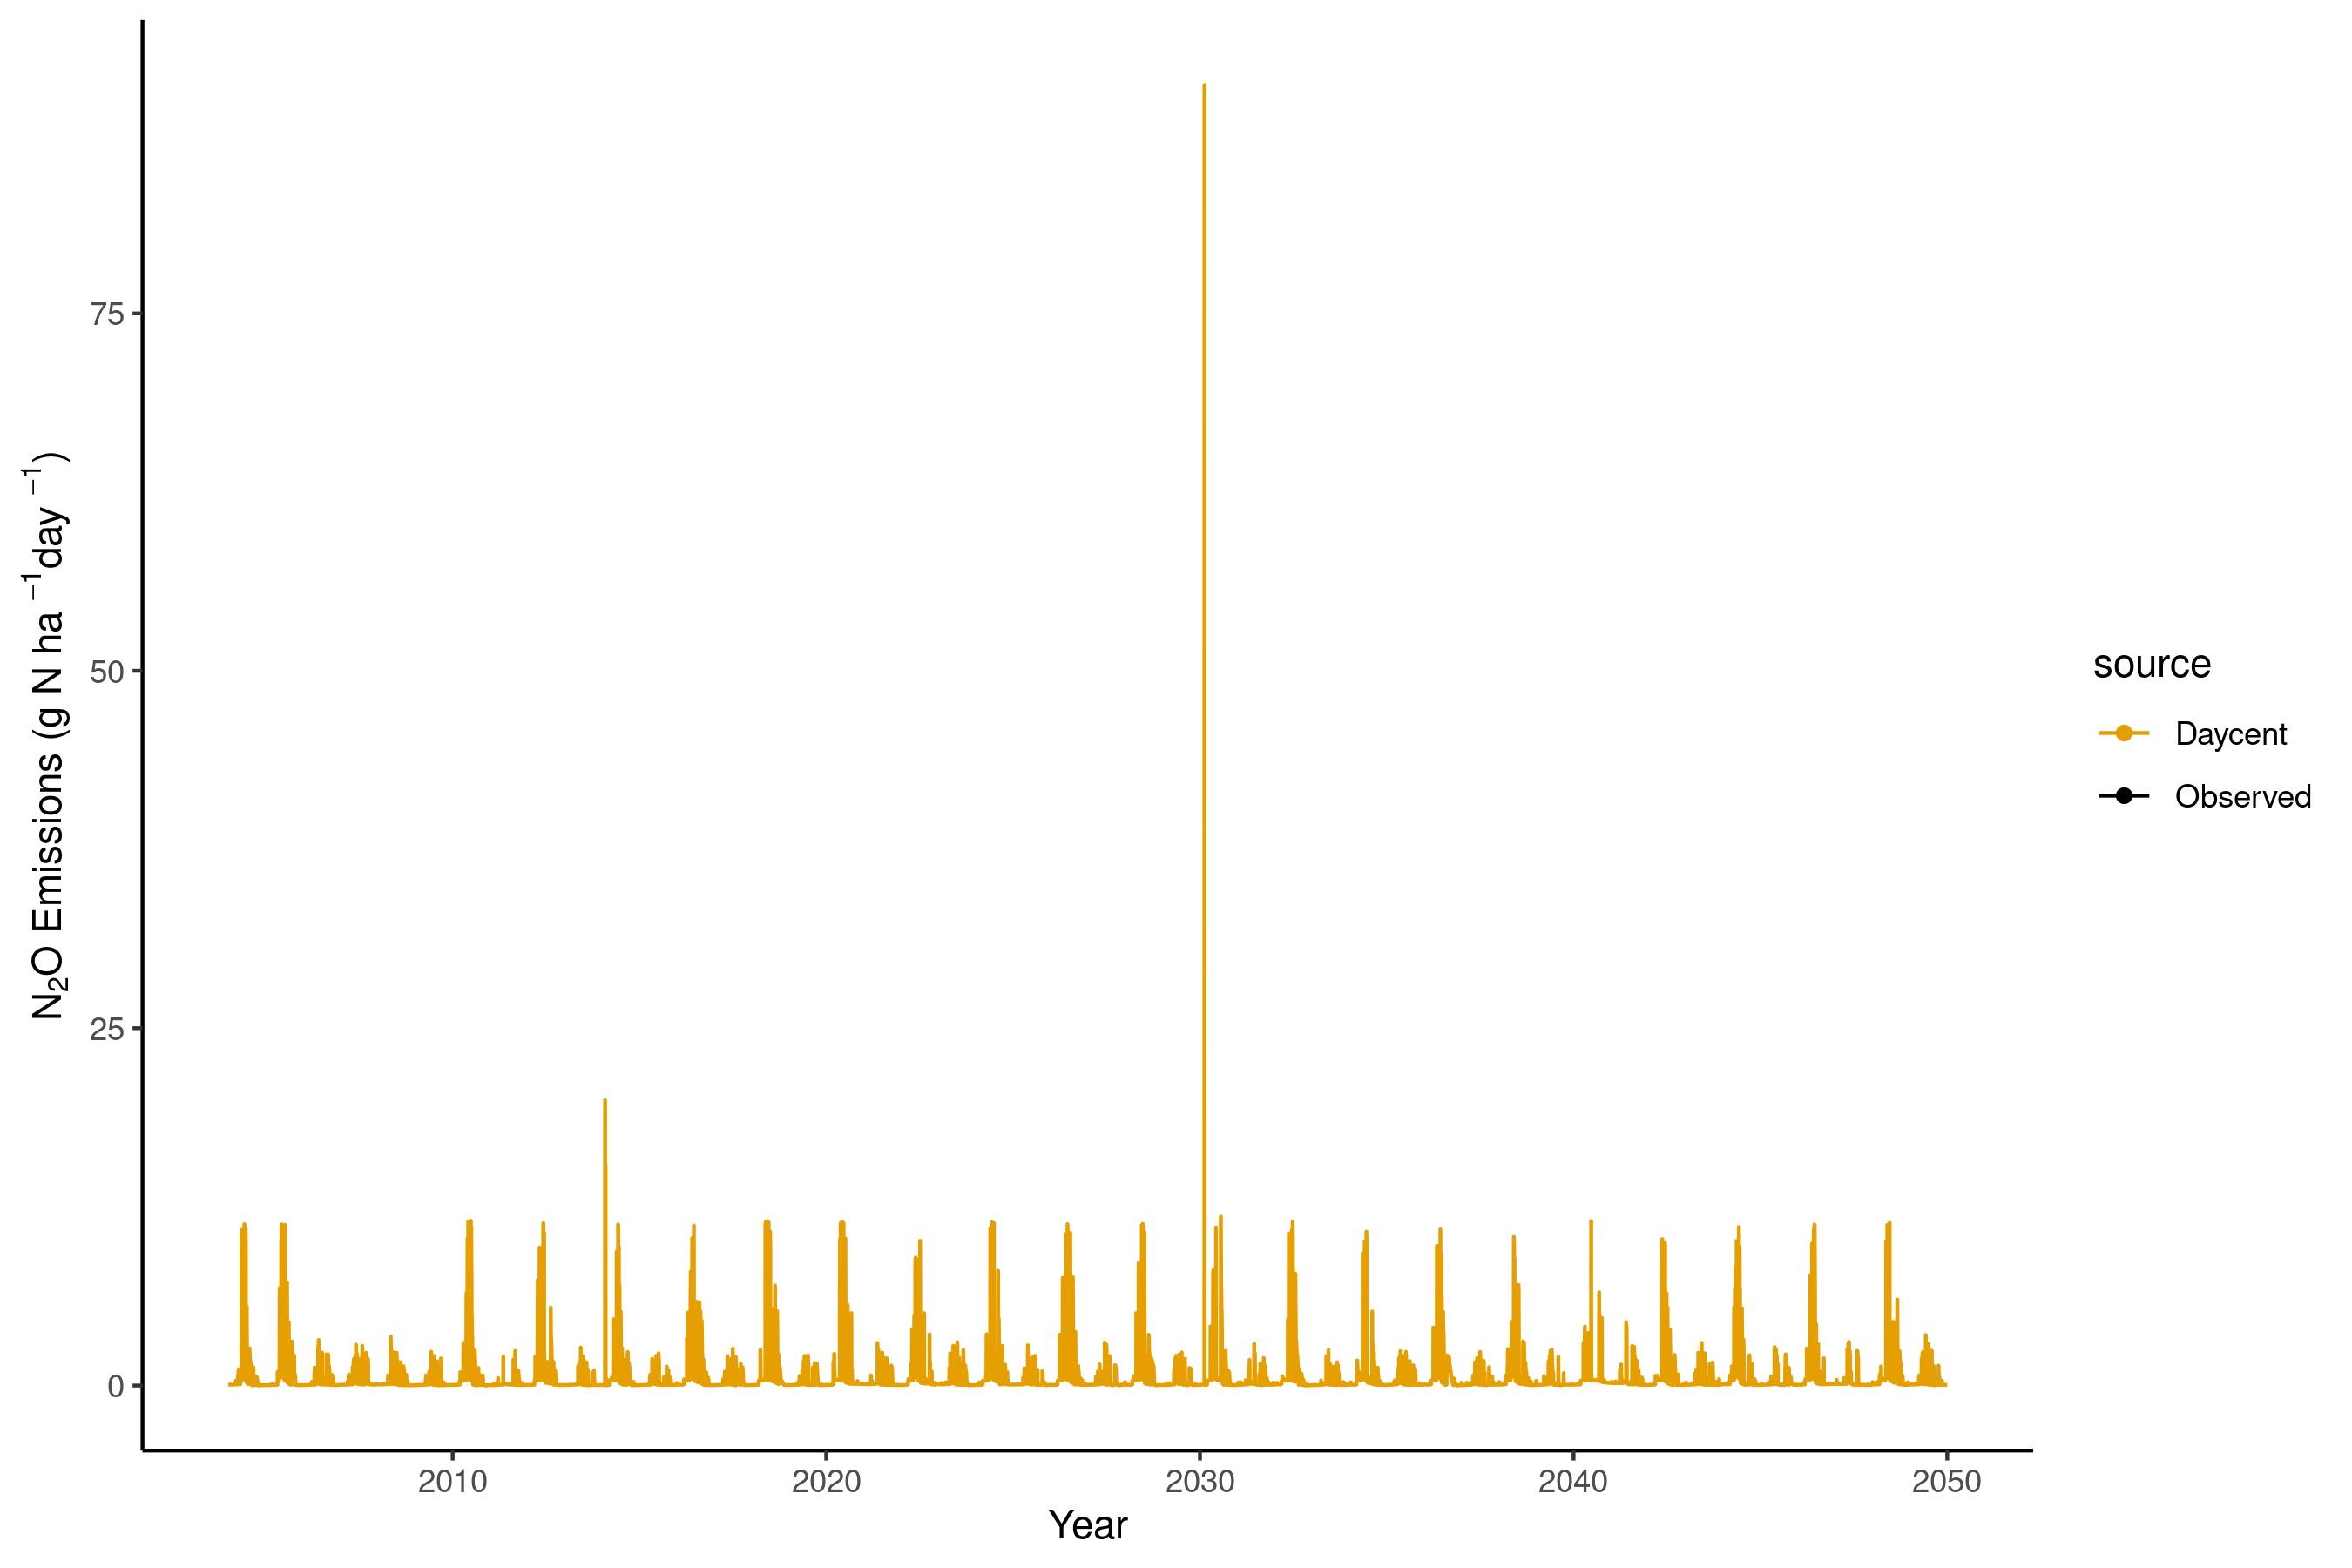 N₂O Emissions (g N ha ⁻¹day ⁻¹)
75
50
25
0
2010 2020 2030 2040 2050
Year
source
Daycent
Observed